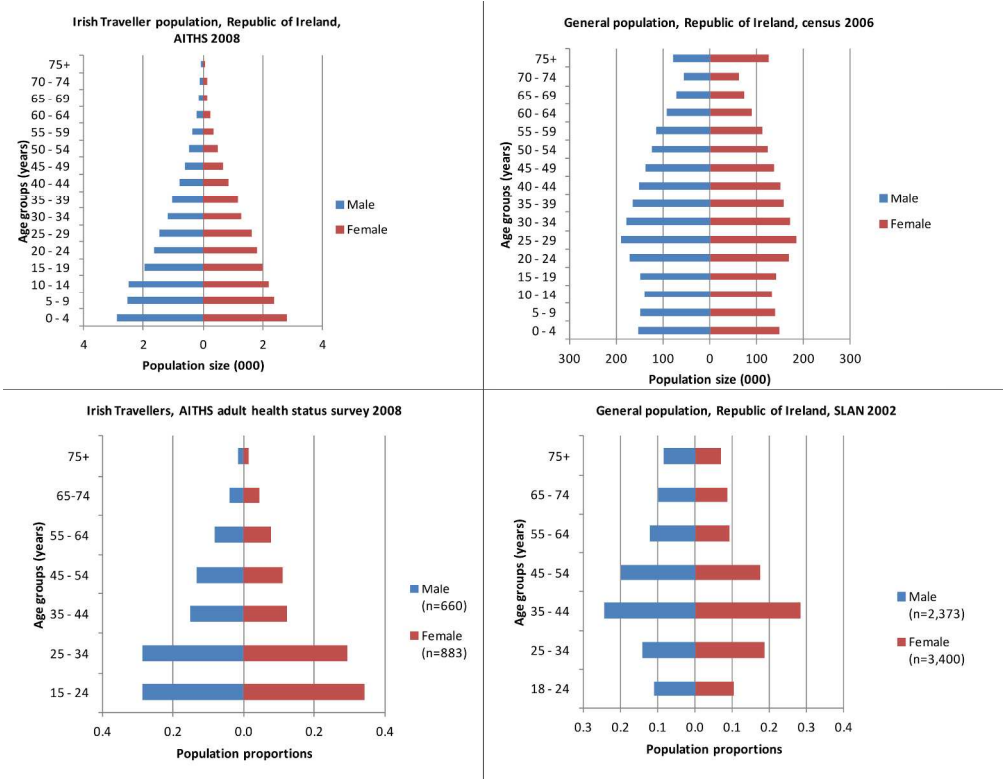 Irish Traveller population, Republic of Ireland,
AITHS 2008
Age groups (years)
75+
70 - 74
65 - 69
60 - 64
55 - 59
50 - 54
45 - 49
40 - 44
35 - 39
30 - 34
25 - 29
20 - 24
15 - 19
10 - 14
5 - 9
0 - 4
4 2 0 2 4
Population size (000)
Male
Female
General population, Republic of Ireland, census 2006
Age groups (years)
75+
70 - 74
65 - 69
60 - 64
55 - 59
50 - 54
45 - 49
40 - 44
35 - 39
30 - 34
25 - 29
20 - 24
15 - 19
10 - 14
5 - 9
0 - 4
300 200 100 0 100 200 300
Population size (000)
Male
Female
Irish Travellers, AITHS adult health status survey 2008
Age groups (years)
75+
65-74
55 - 64
45 - 54
35 - 44
25 - 34
15 - 24
0.4 0.2 0.0 0.2 0.4
Population proportions
Male
(n=660)
Female
(n=883)
General population, Republic of Ireland, SLAN 2002
Age groups (years)
75+
65 - 74
55 - 64
45 - 54
35 - 44
25 - 34
18 - 24
0.3 0.2 0.1 0.0 0.1 0.2 0.3 0.4
Population proportions
Male
(n=2,373)
Female
(n=3,400)